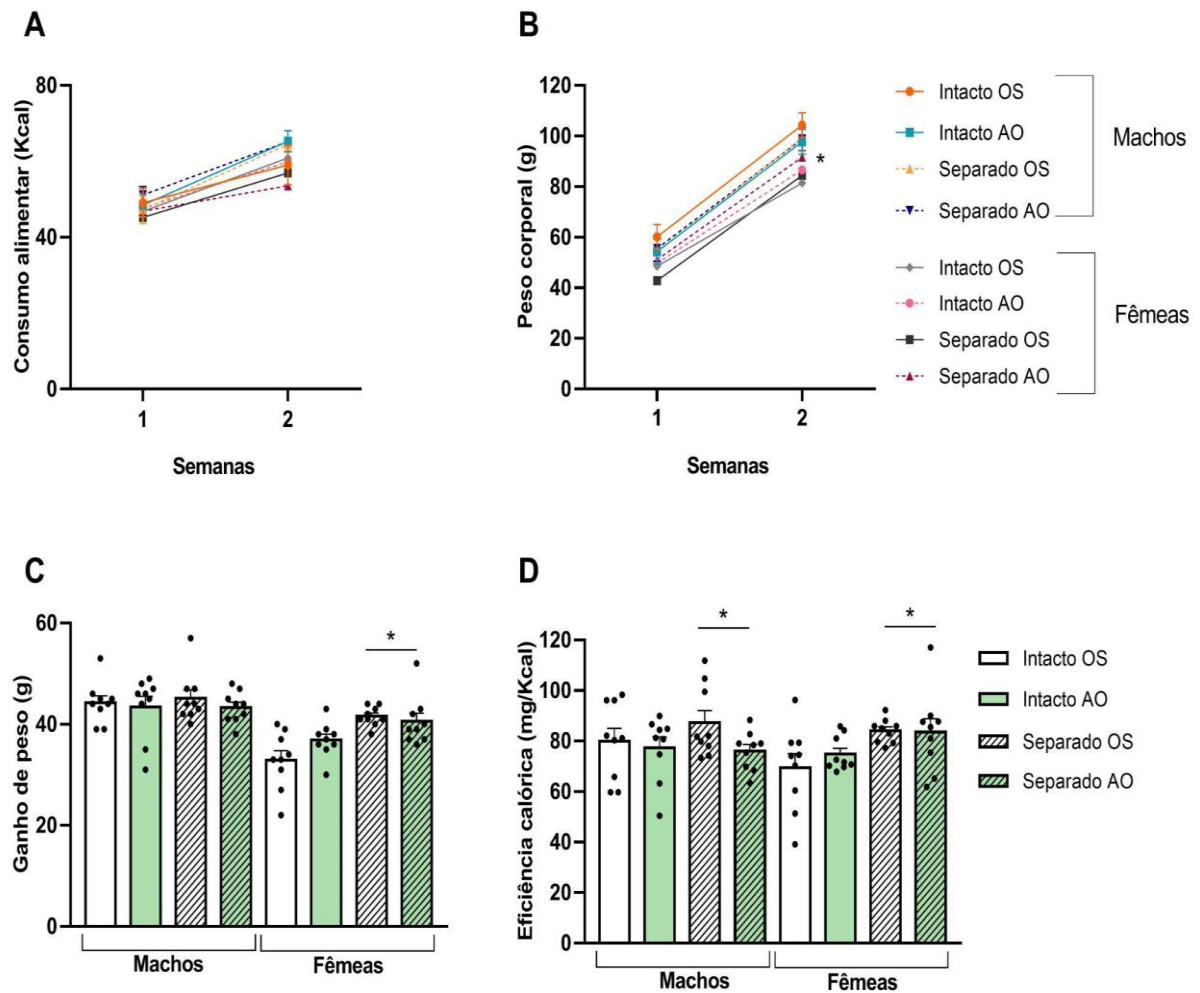 A
Consumo alimentar (Kcal)
80
40
0
1
2
Semanas
B
Peso corporal (g)
120
100
80
60
40
20
0
*
1
2
Semanas
Intacto OS
Intacto AO
Separado OS
Separado AO
Machos
Intacto OS
Intacto AO
Separado OS
Separado AO
Fêmeas
C
Ganho de peso (g)
60
40
20
0
*
Machos
Fêmeas
D
Eficiência calórica (mg/Kcal)
120
100
80
60
40
20
0
*
*
Machos
Fêmeas
Intacto OS
Intacto AO
Separado OS
Separado AO